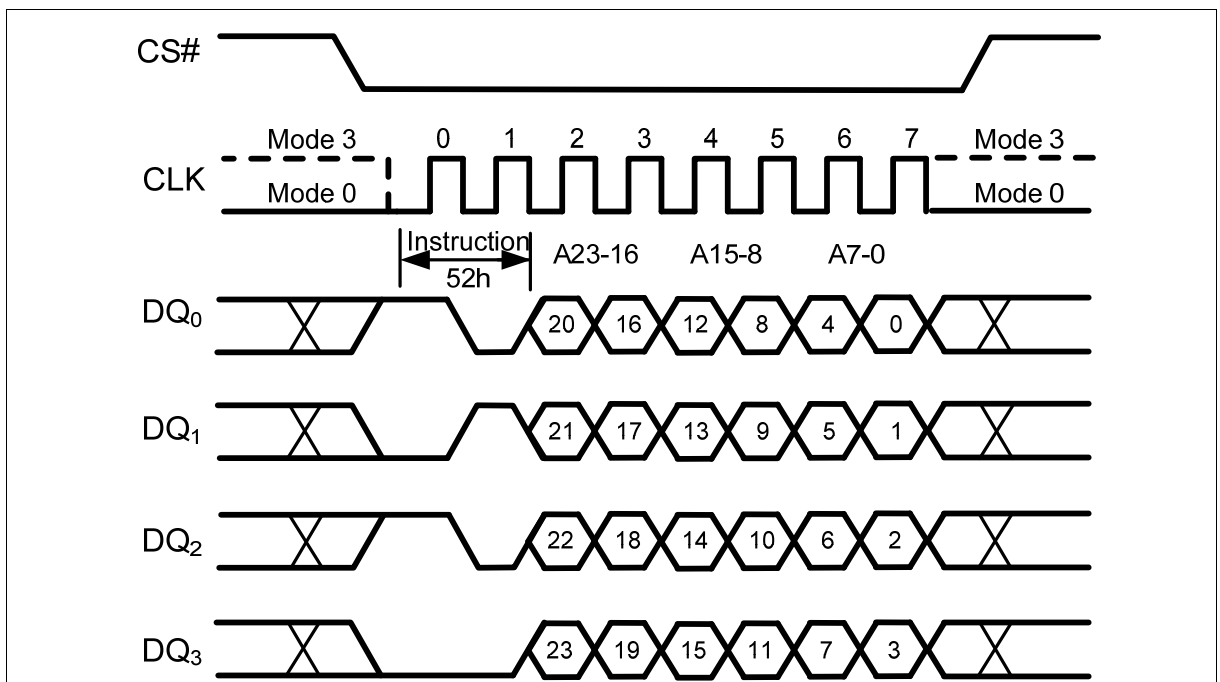 CS#
Mode 3 0 1 2 3 4 5 6 7 Mode 3
CLK
Mode 0 Mode 0
Instruction A23-16 A15-8 A7-0
52h
DQ0 20 16 12 8 4 0
DQ1 21 17 13 9 5 1
DQ2 22 18 14 10 6 2
DQ3 23 19 15 11 7 3